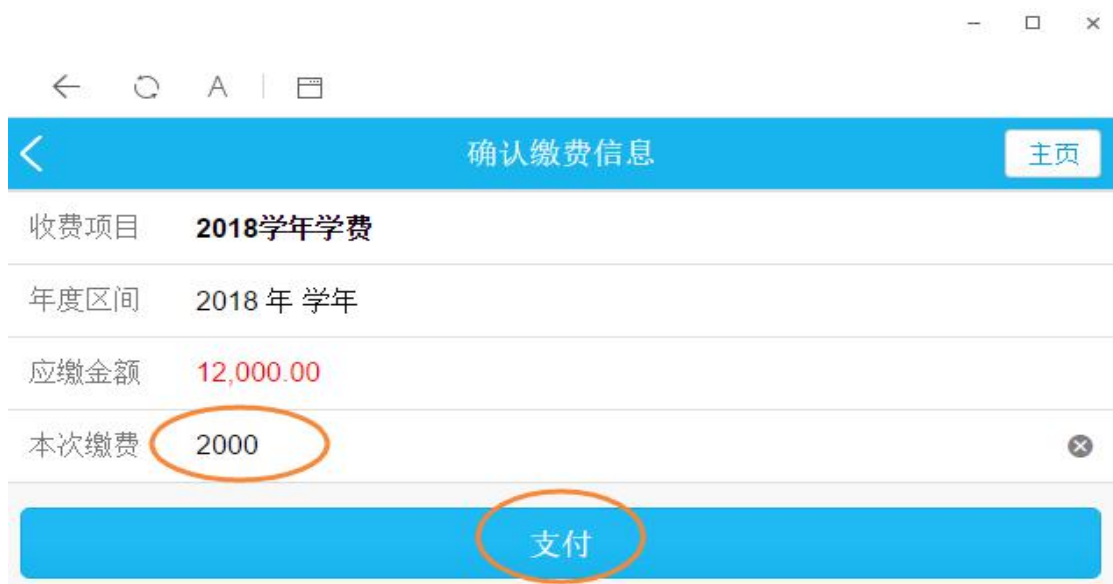 确认缴费信息 主页
收费项目 2018学年学费
年度区间 2018 年 学年
应缴金额 12,000.00
本次缴费 2000
支付